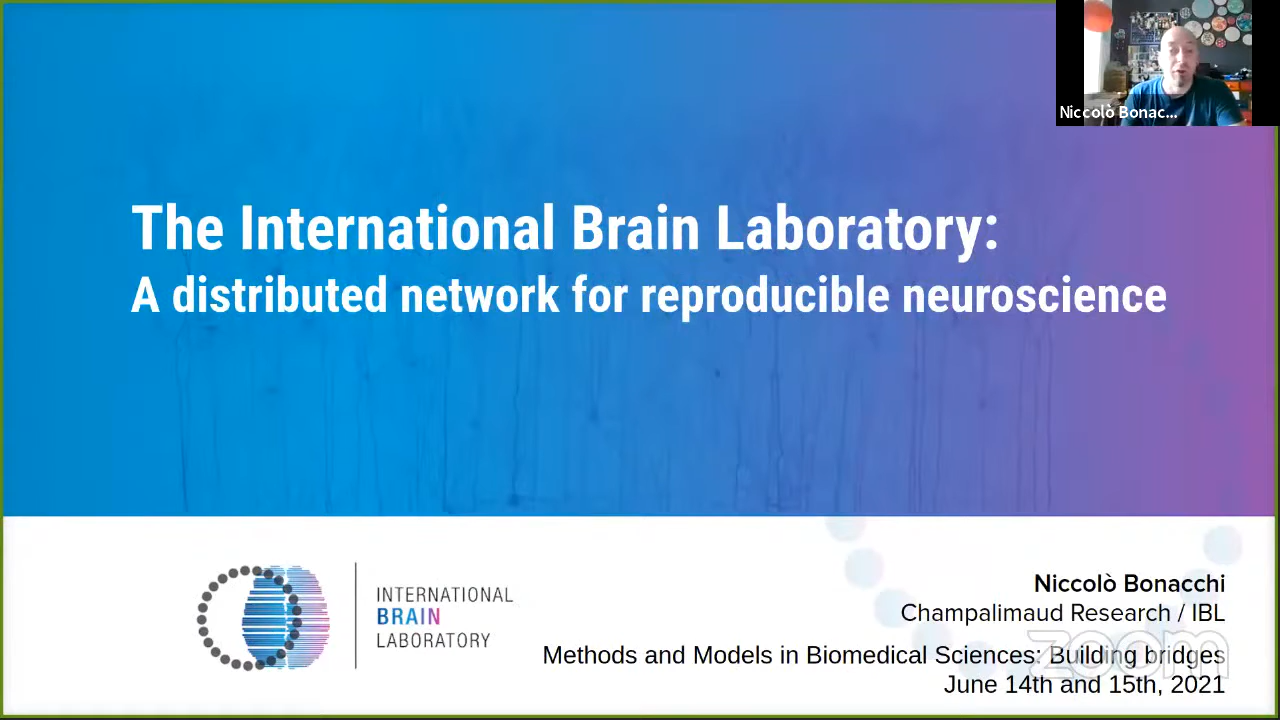 Niccolò Bonac...
The International Brain Laboratory:
A distributed network for reproducible neuroscience
INTERNATIONAL
BRAIN
LABORATORY
Niccolò Bonacchi
Champalimaud Research / IBL
Methods and Models in Biomedical Sciences: Building bridges
June 14th and 15th, 2021
zoom